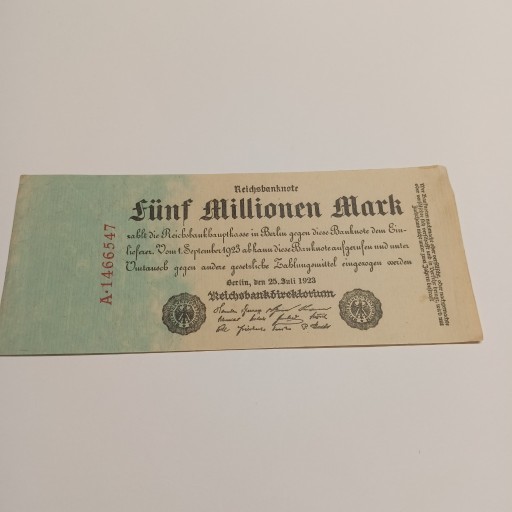 Reichsbanknote
Fünf Millionen Mark
zahlt die Reichsbankhauptkasse in Berlin gegen diese Banknote dem Ein-
lieferer. Vom 1. September 1923 ab kann diese Banknote aufgerufen und unter
Umtausch gegen andere gesetzliche Zahlungsmittel eingezogen werden
Berlin, den 25. Juli 1923
Reichsbankdirektorium
A·1466547